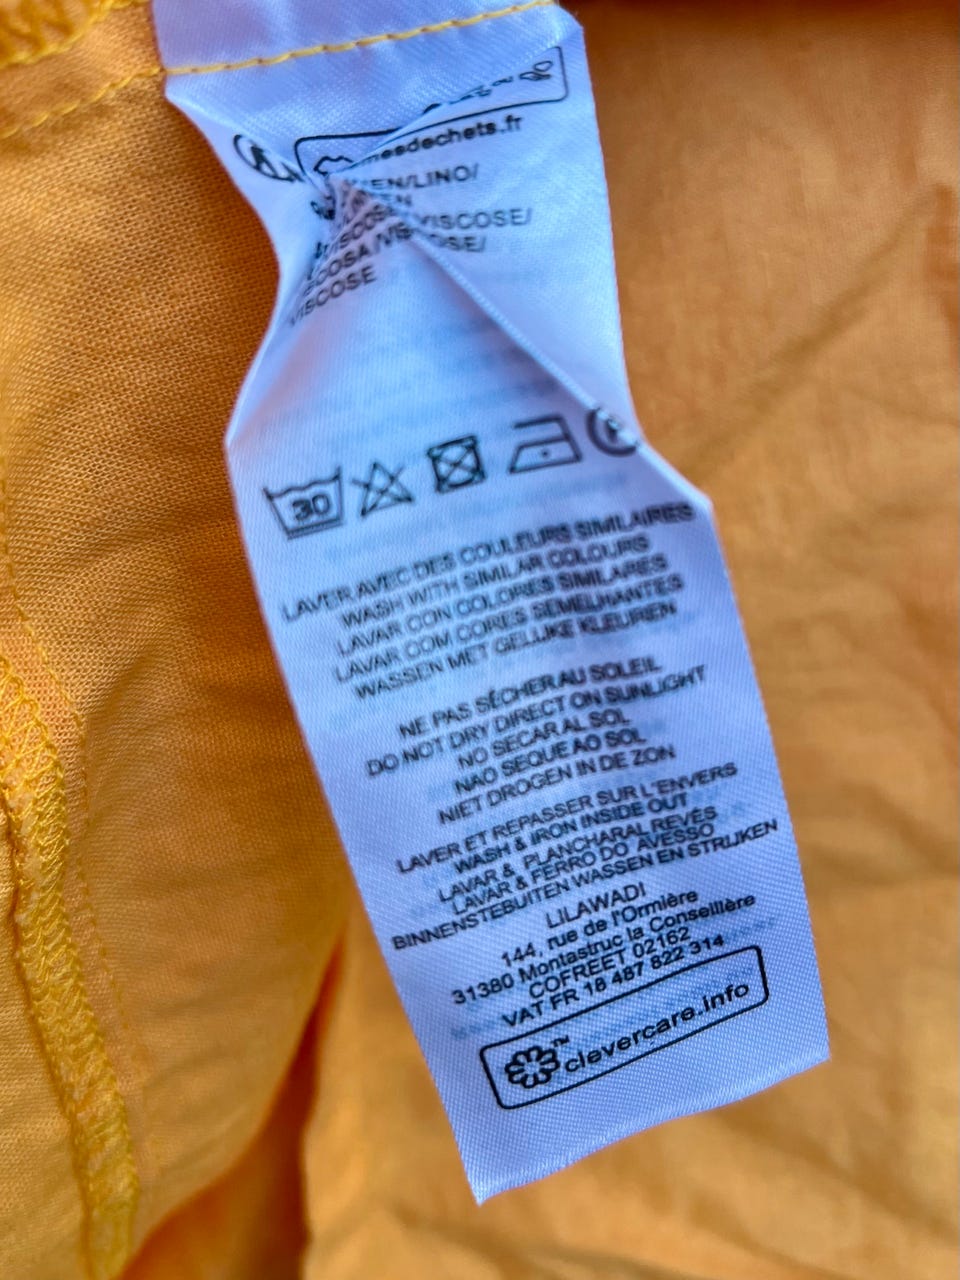 mesdechets.fr
EN/LINO/
VISCOSE/
VISCOSE
30
LAVER AVEC DES COULEURS SIMILAIRES
WASH WITH SIMILAR COLOURS
LAVAR CON COLORES SIMILARES
LAVAR COM CORES SEMELHANTES
WASSEN MET GELIJKE KLEUREN
NE PAS SÉCHER AU SOLEIL
DO NOT DRY DIRECT ON SUNLIGHT
NO SECAR AL SOL
NAO SEQUE AO SOL
NIET DROGEN IN DE ZON
LAVER ET REPASSER SUR L'ENVERS
WASH & IRON INSIDE OUT
LAVAR & PLANCHAR AL REVES
LAVAR & FERRO DO AVESSO
BINNENSTEBUITEN WASSEN EN STRIJKEN
LILAWADI
144, rue de l'Ormière
31380 Montastruc la Conseillère
COFREET 02162
VAT FR 18 487 822 314
clevercare.info